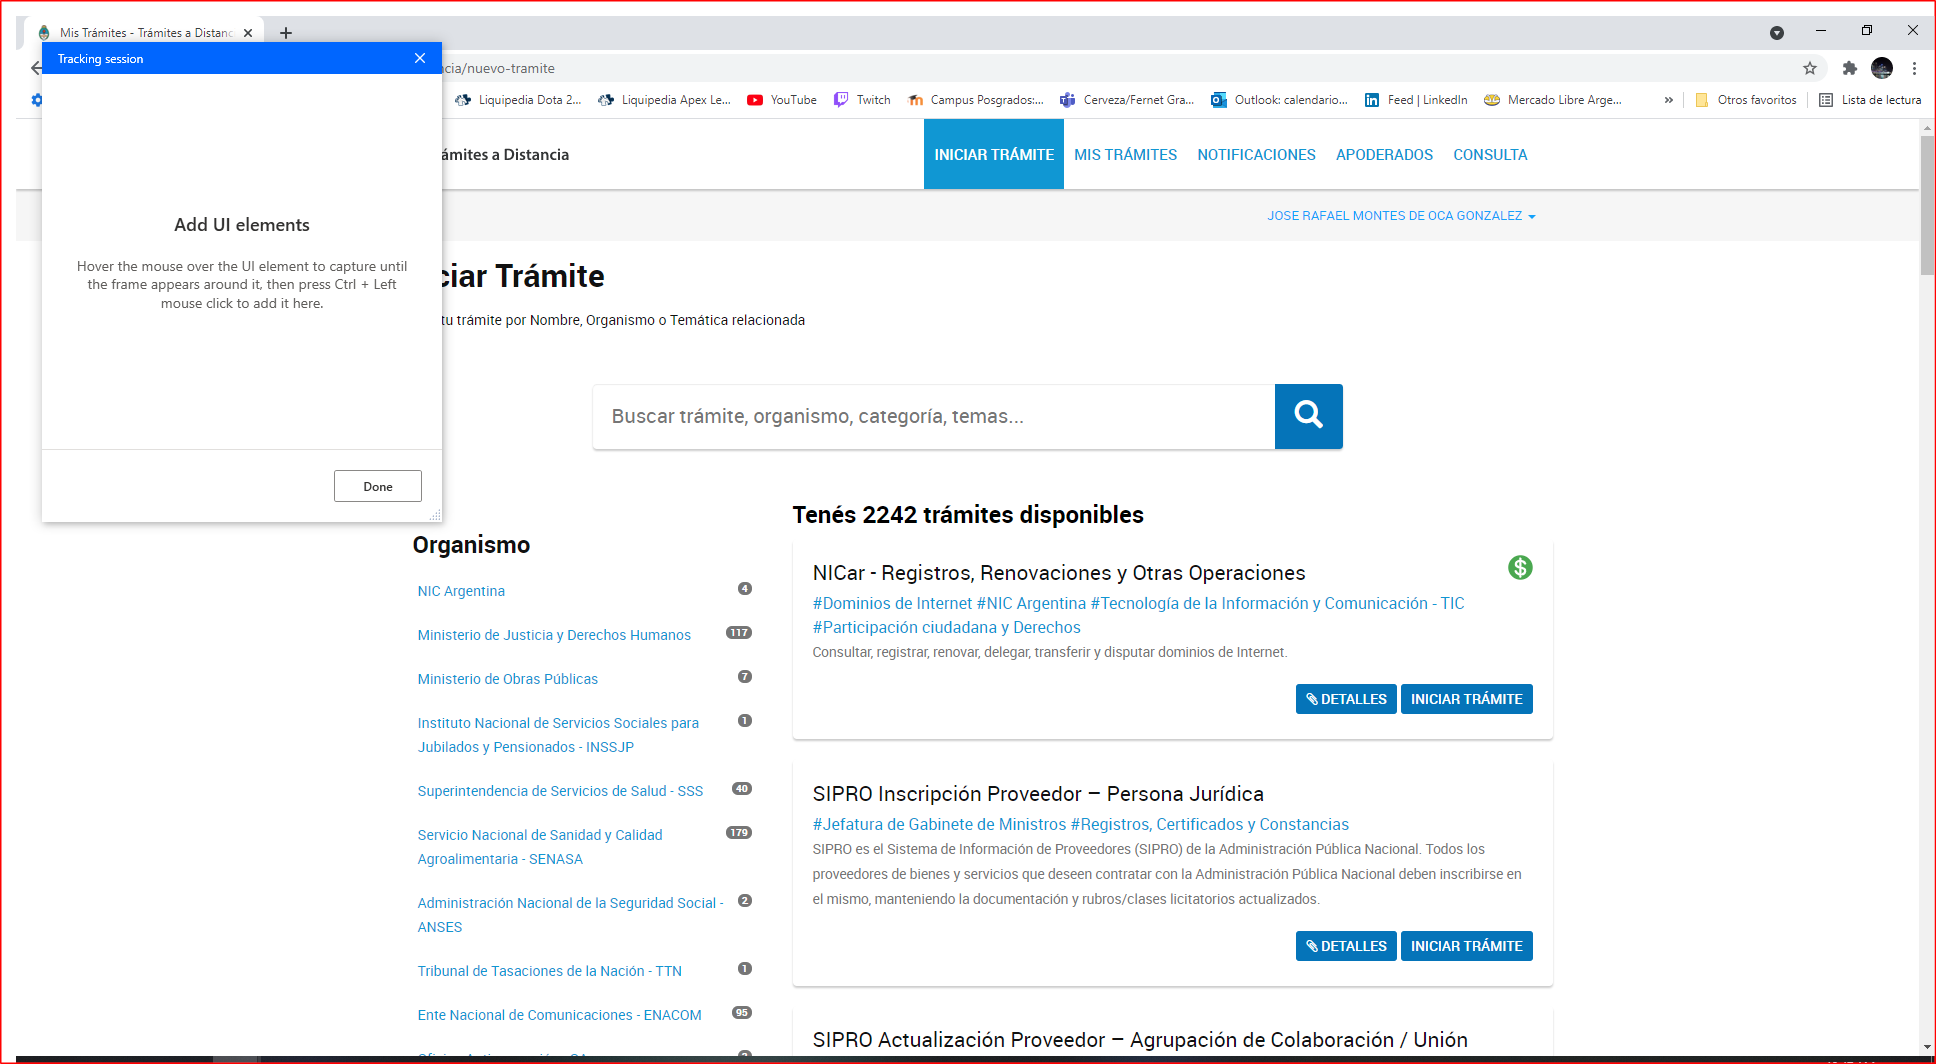 Mis Trámites - Trámites a Distanc
Tracking session
cia/nuevo-tramite
Liquipedia Dota 2...
Liquipedia Apex Le...
YouTube
Twitch
Campus Posgrados:...
Cerveza/Fernet Gra...
Outlook: calendario...
Feed | LinkedIn
Mercado Libre Arge...
»
Otros favoritos
Lista de lectura
ámites a Distancia
INICIAR TRÁMITE
MIS TRÁMITES
NOTIFICACIONES
APODERADOS
CONSULTA
JOSE RAFAEL MONTES DE OCA GONZALEZ
Add UI elements
Hover the mouse over the UI element to capture until
the frame appears around it, then press Ctrl + Left
mouse click to add it here.
Done
ciar Trámite
tu trámite por Nombre, Organismo o Temática relacionada
Buscar trámite, organismo, categoría, temas...
Organismo
NIC Argentina 4
Ministerio de Justicia y Derechos Humanos 117
Ministerio de Obras Públicas 7
Instituto Nacional de Servicios Sociales para 1
Jubilados y Pensionados - INSSJP
Superintendencia de Servicios de Salud - SSS 40
Servicio Nacional de Sanidad y Calidad 179
Agroalimentaria - SENASA
Administración Nacional de la Seguridad Social - 2
ANSES
Tribunal de Tasaciones de la Nación - TTN 1
Ente Nacional de Comunicaciones - ENACOM 95
Tenés 2242 trámites disponibles
NICar - Registros, Renovaciones y Otras Operaciones
$
#Dominios de Internet #NIC Argentina #Tecnología de la Información y Comunicación - TIC
#Participación ciudadana y Derechos
Consultar, registrar, renovar, delegar, transferir y disputar dominios de Internet.
DETALLES
INICIAR TRÁMITE
SIPRO Inscripción Proveedor – Persona Jurídica
#Jefatura de Gabinete de Ministros #Registros, Certificados y Constancias
SIPRO es el Sistema de Información de Proveedores (SIPRO) de la Administración Pública Nacional. Todos los
proveedores de bienes y servicios que deseen contratar con la Administración Pública Nacional deben inscribirse en
el mismo, manteniendo la documentación y rubros/clases licitatorios actualizados.
DETALLES
INICIAR TRÁMITE
SIPRO Actualización Proveedor – Agrupación de Colaboración / Unión